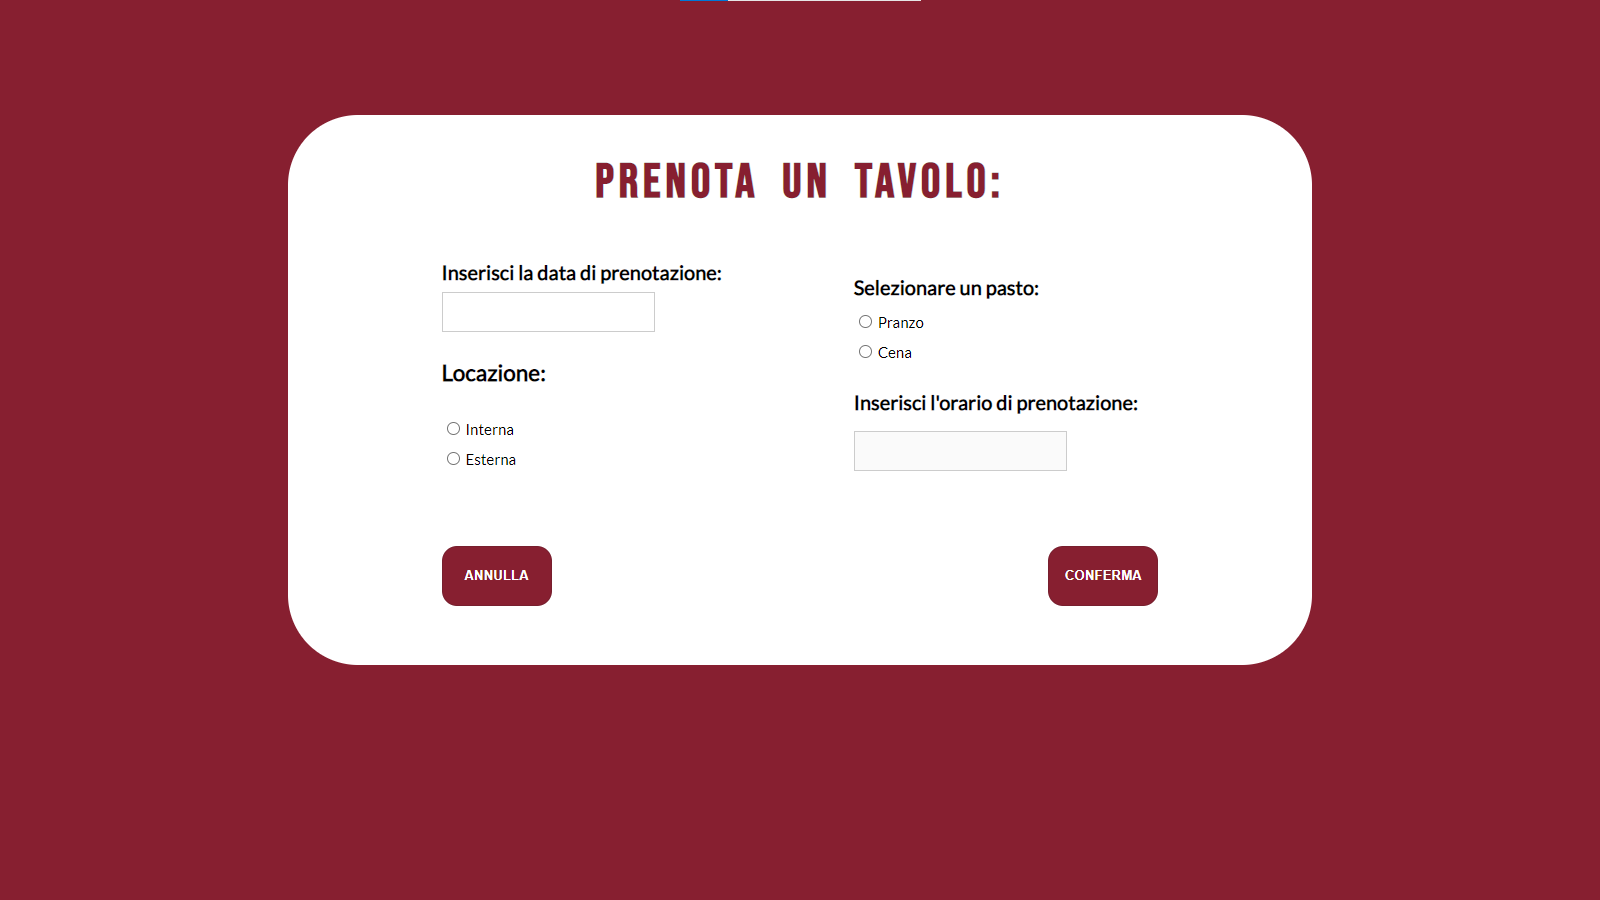 PRENOTA UN TAVOLO:
Inserisci la data di prenotazione:
Locazione:
Interna
Esterna
Selezionare un pasto:
Pranzo
Cena
Inserisci l'orario di prenotazione:
ANNULLA
CONFERMA